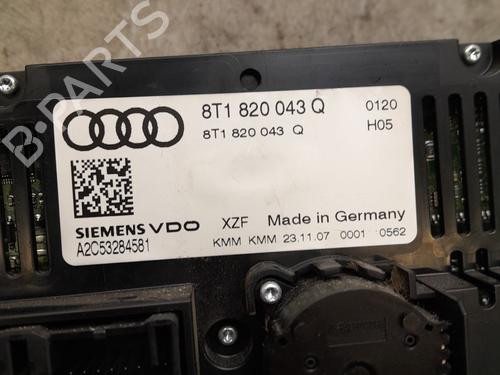 B-PARTS
8T1 820 043 Q 0120
8T1 820 043 Q H05
SIEMENS VDO XZF Made in Germany
A2C53284581 KMM KMM 23.11.07 0001 0562